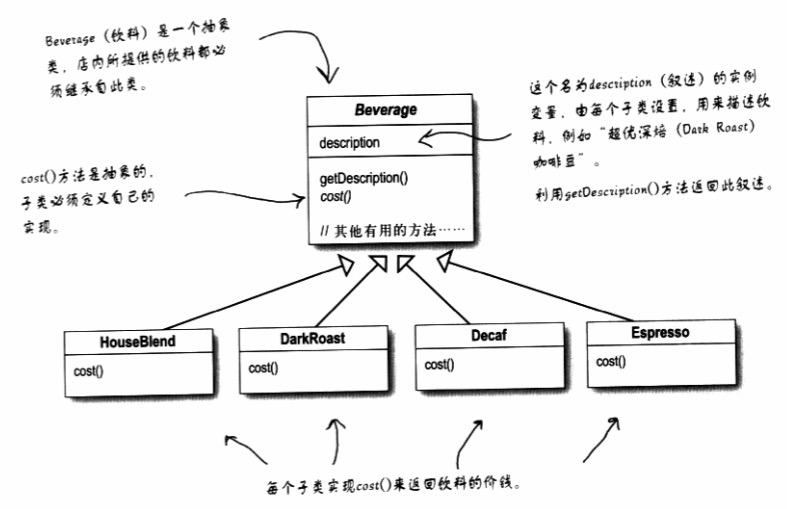 Beverage（饮料）是一个抽象
类，店内所提供的饮料都必
须继承自此类。
这个名为description（叙述）的实例
变量，由每个子类设置，用来描述饮
料，例如“超优深焙（Dark Roast）
咖啡豆”。
利用getDescription()方法返回此叙述。
cost()方法是抽象的，
子类必须定义自己的
实现。
Beverage
description
getDescription()
cost()
// 其他有用的方法……
HouseBlend
cost()
DarkRoast
cost()
Decaf
cost()
Espresso
cost()
每个子类实现cost()来返回饮料的价钱。